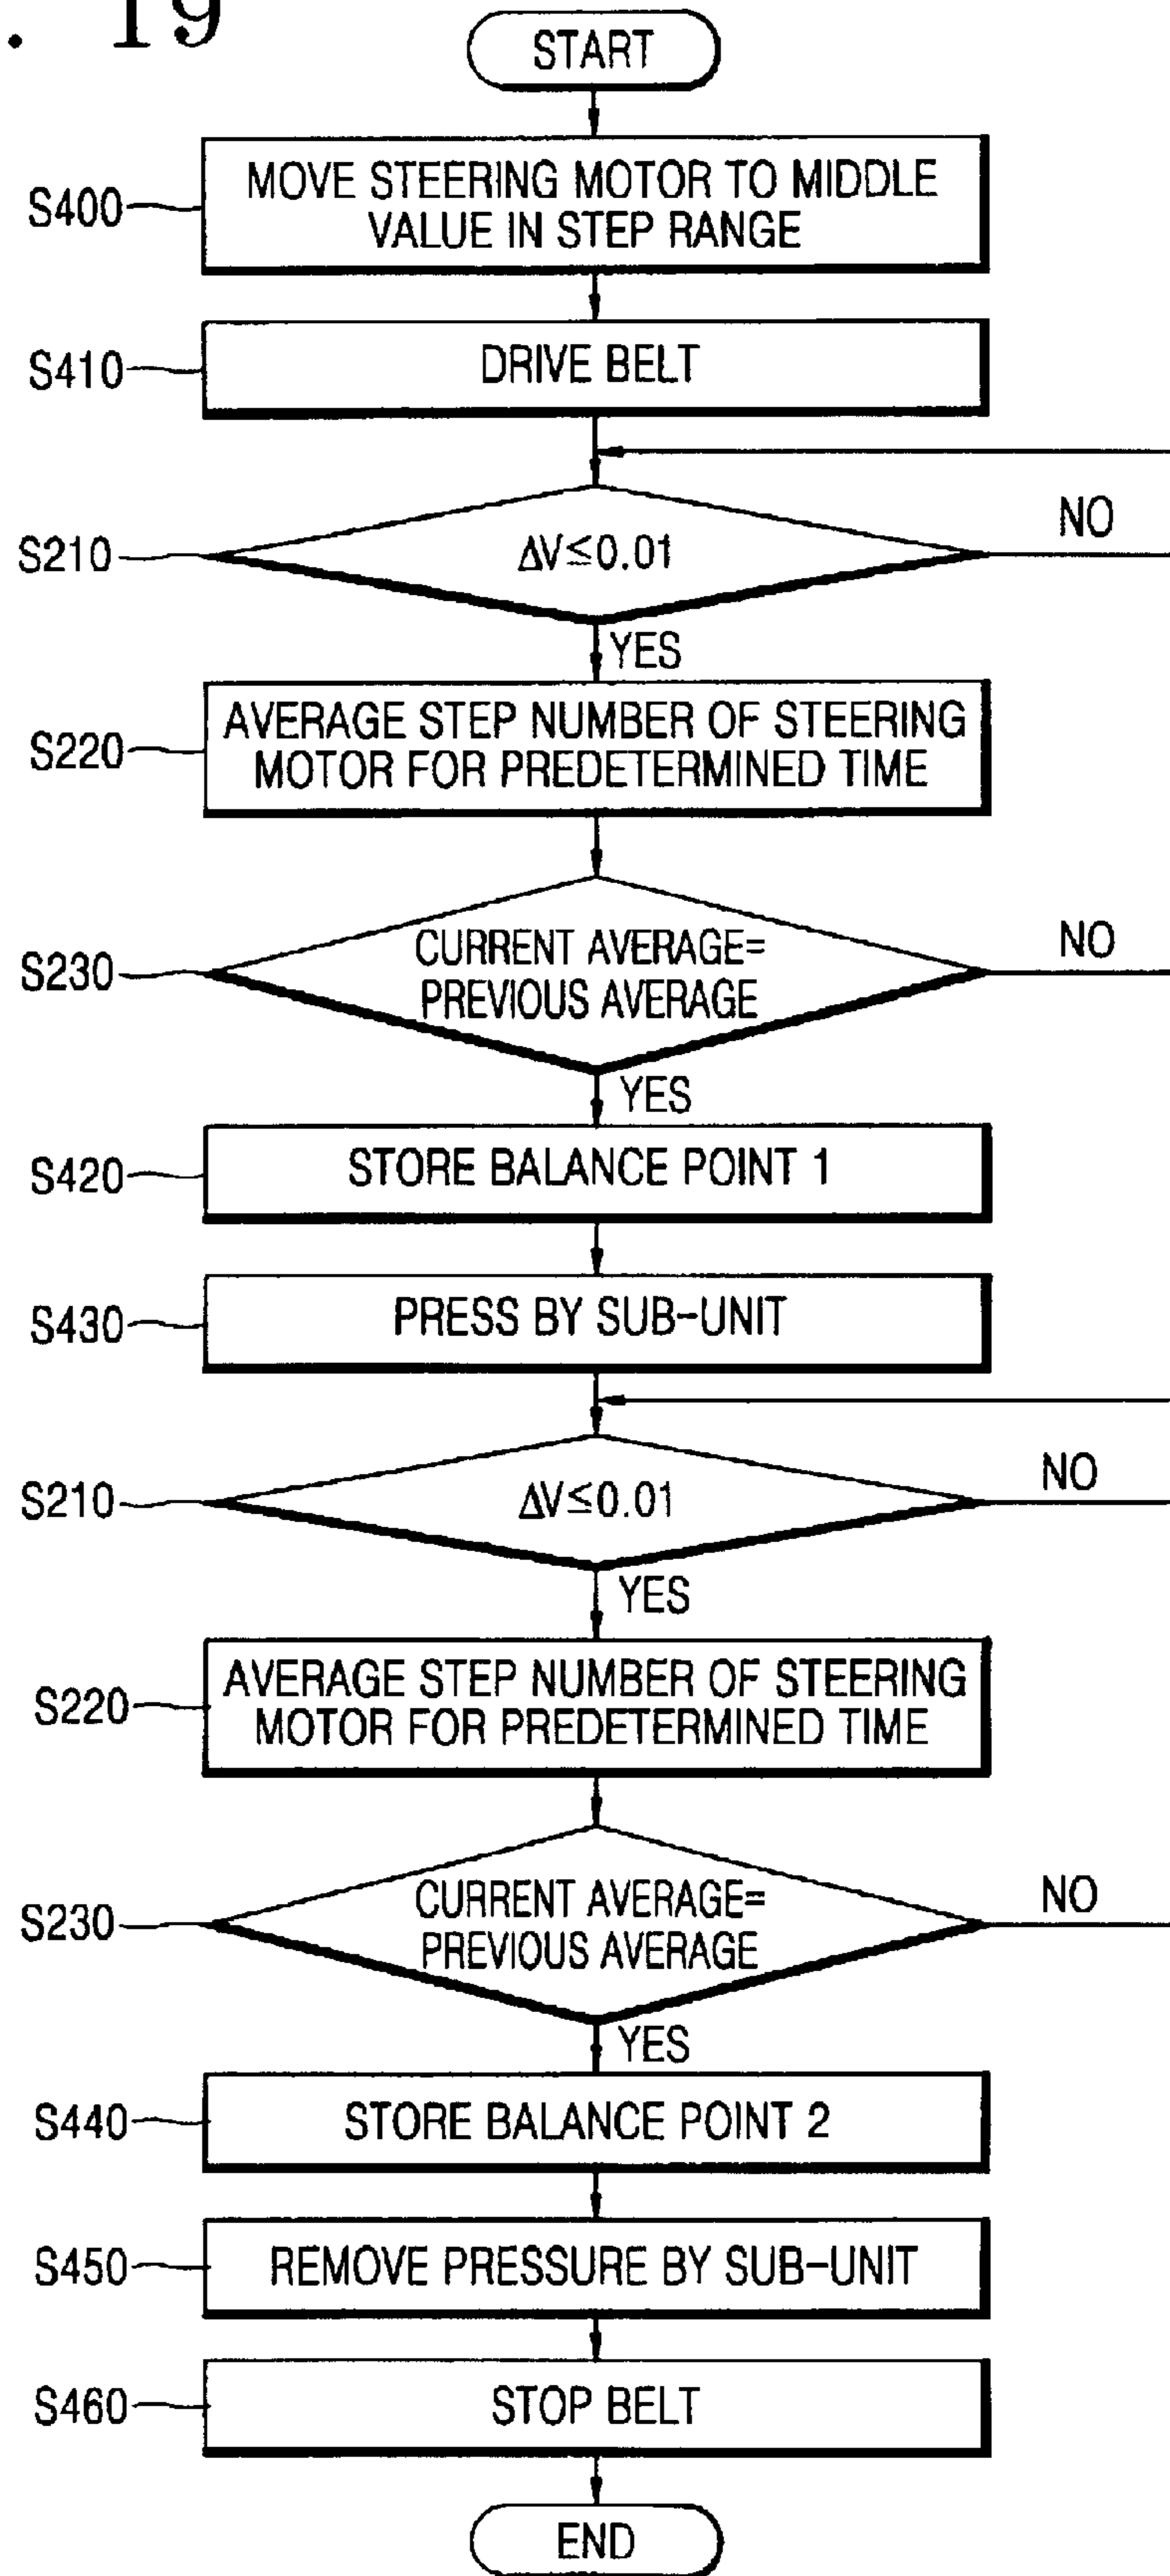 . 19
START
S400
MOVE STEERING MOTOR TO MIDDLE
VALUE IN STEP RANGE
S410
DRIVE BELT
S210
ΔV≤0.01
NO
YES
S220
AVERAGE STEP NUMBER OF STEERING
MOTOR FOR PREDETERMINED TIME
S230
CURRENT AVERAGE=
PREVIOUS AVERAGE
NO
YES
S420
STORE BALANCE POINT 1
S430
PRESS BY SUB-UNIT
S210
ΔV≤0.01
NO
YES
S220
AVERAGE STEP NUMBER OF STEERING
MOTOR FOR PREDETERMINED TIME
S230
CURRENT AVERAGE=
PREVIOUS AVERAGE
NO
YES
S440
STORE BALANCE POINT 2
S450
REMOVE PRESSURE BY SUB-UNIT
S460
STOP BELT
END